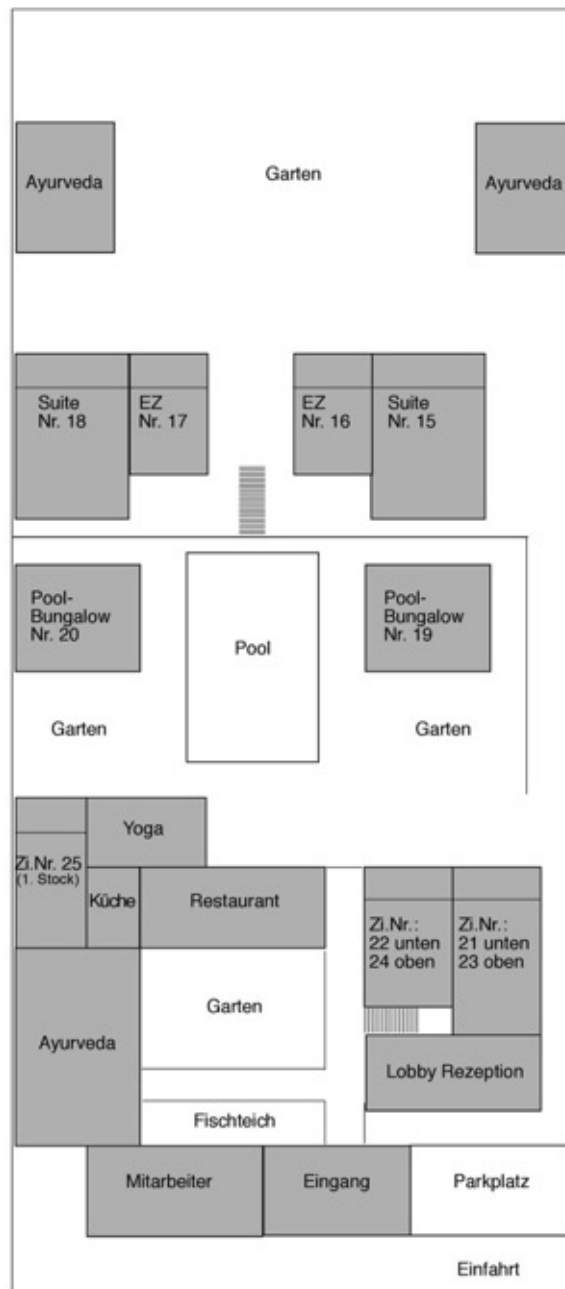 Garten
Ayurveda
Ayurveda
Suite
Nr. 18
EZ
Nr. 17
EZ
Nr. 16
Suite
Nr. 15
Pool-
Bungalow
Nr. 20
Pool
Pool-
Bungalow
Nr. 19
Garten
Garten
Yoga
Zi.Nr. 25
(1. Stock)
Küche
Restaurant
Zi.Nr.:
22 unten
24 oben
Zi.Nr.:
21 unten
23 oben
Garten
Ayurveda
Lobby Rezeption
Fischteich
Mitarbeiter
Eingang
Parkplatz
Einfahrt